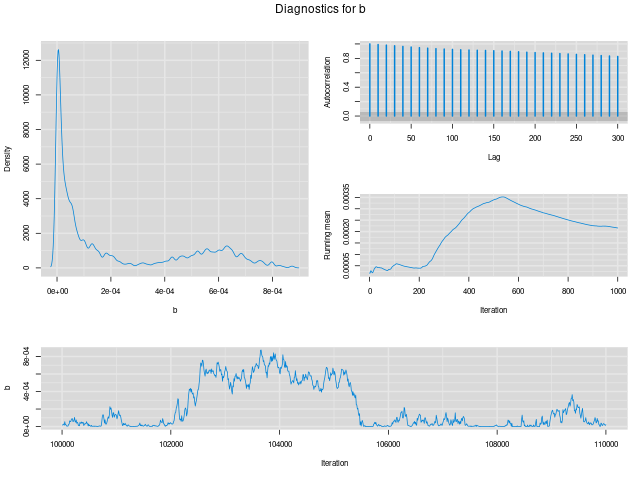 Diagnostics for b
Density
0 2000 4000 6000 8000 10000 12000
0e+00 2e-04 4e-04 6e-04 8e-04
b
Autocorrelation
0.0 0.4 0.8
0 50 100 150 200 250 300
Lag
Running mean
0.00005 0.00020 0.00035
0 200 400 600 800 1000
Iteration
b
0e+00 4e-04 8e-04
100000 102000 104000 106000 108000 110000
Iteration